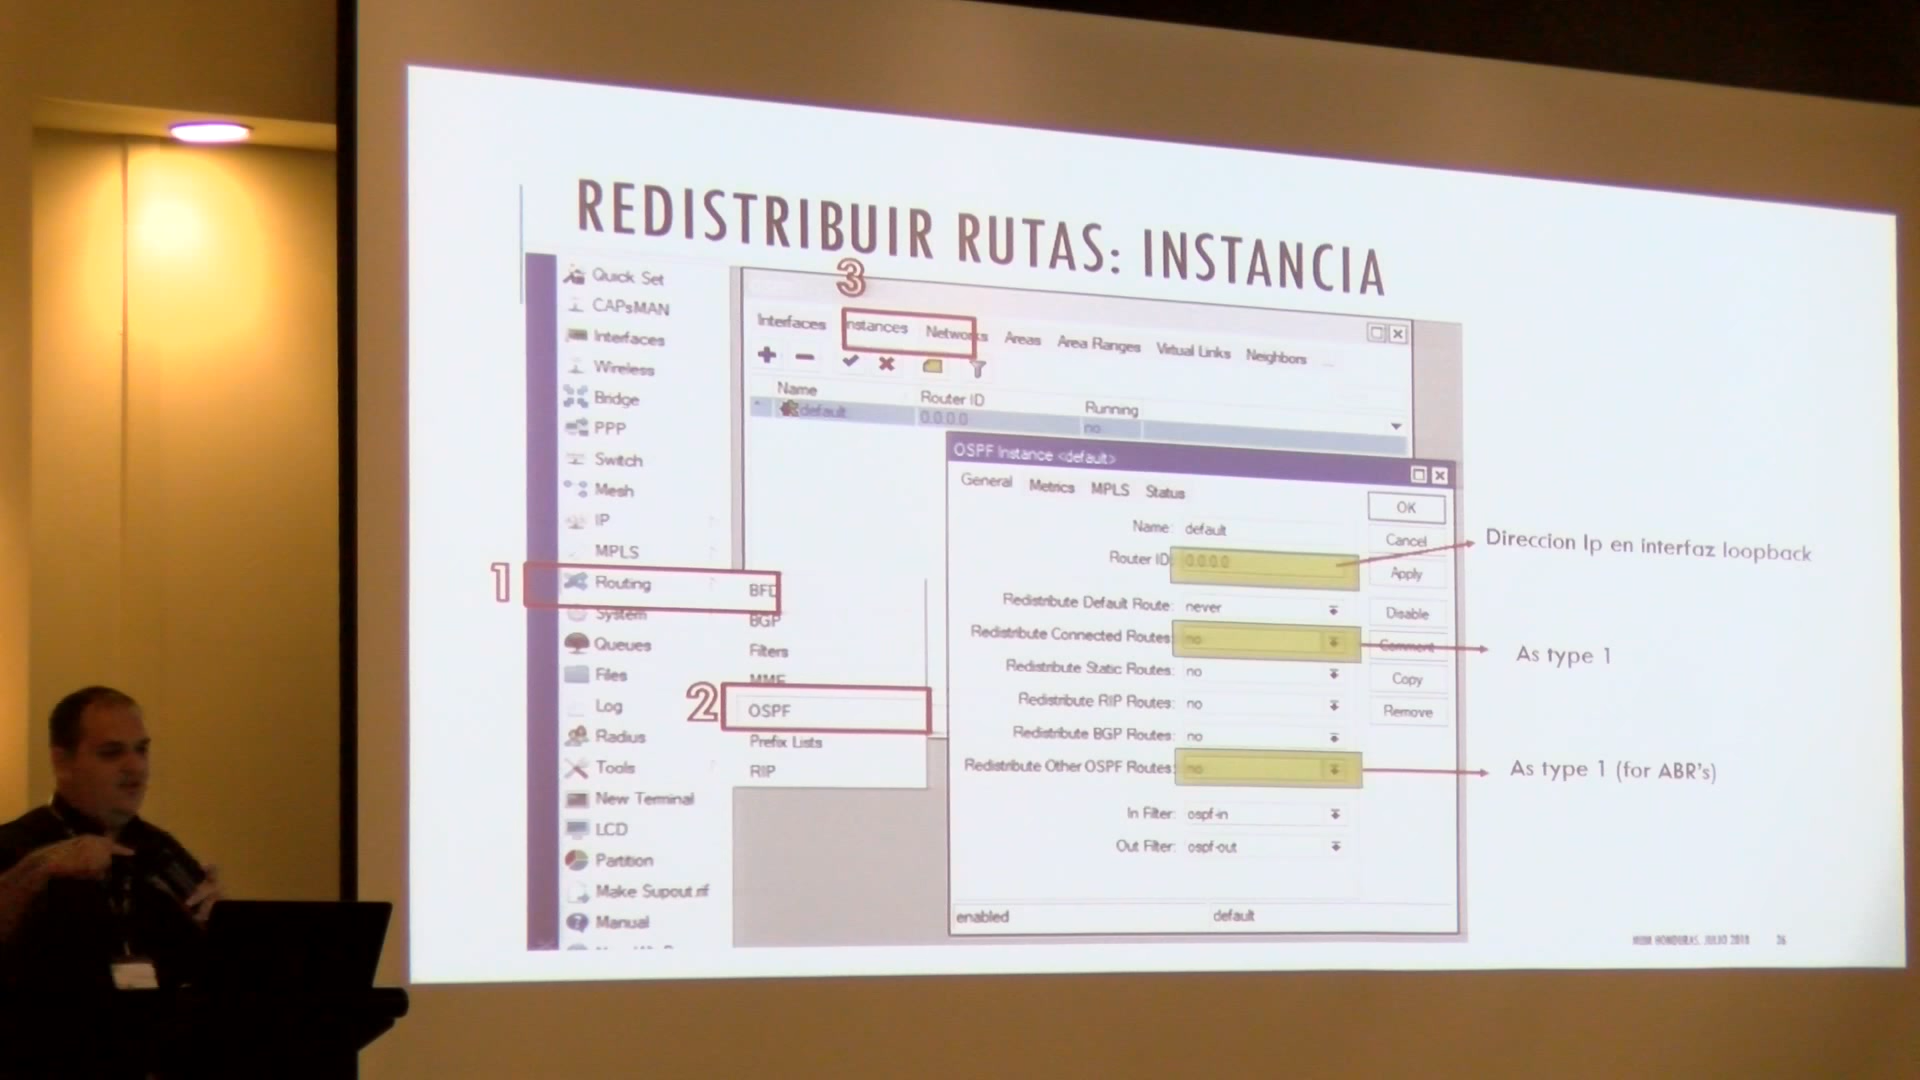 REDISTRIBUIR RUTAS: INSTANCIA
3
Quick Set
CAPsMAN
Interfaces
Wireless
Bridge
PPP
Switch
Mesh
IP
MPLS
1
Routing
System
Queues
Files
Log
Radius
Tools
New Terminal
LCD
Partition
Make Supout.rif
Manual
BFD
BGP
Filters
MME
2
OSPF
Prefix Lists
RIP
Interfaces Instances Networks Areas Area Ranges Virtual Links Neighbors ...
Name Router ID Running
* default 0.0.0.0 no
OSPF Instance <default>
General Metrics MPLS Status
Name: default
Router ID: 0.0.0.0
Redistribute Default Route: never
Redistribute Connected Routes: no
Redistribute Static Routes: no
Redistribute RIP Routes: no
Redistribute BGP Routes: no
Redistribute Other OSPF Routes: no
In Filter: ospf-in
Out Filter: ospf-out
enabled default
OK
Cancel
Apply
Disable
Comment
Copy
Remove
Direccion Ip en interfaz loopback
As type 1
As type 1 (for ABR's)
MUM HONDURAS, JULIO 2018 26